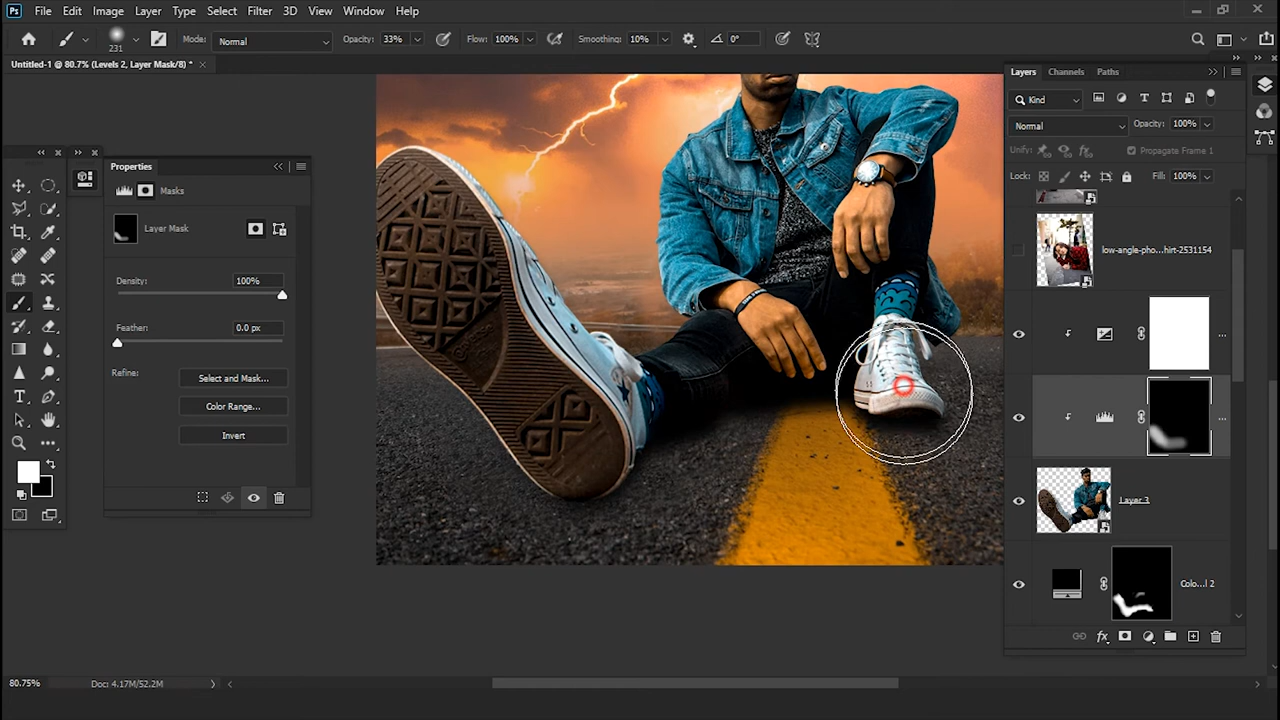 Ps File Edit Image Layer Type Select Filter 3D View Window Help
231 Mode: Normal Opacity: 33% Flow: 100% Smoothing: 10% 0°
Untitled-1 @ 80.7% (Levels 2, Layer Mask/8) *
Properties
Masks
Layer Mask
Density: 100%
Feather: 0.0 px
Refine: Select and Mask...
Color Range...
Invert
Layers Channels Paths
Kind
Normal Opacity: 100%
Unify: Propagate Frame 1
Lock: Fill: 100%
low-angle-pho...hirt-2531154
Layer 3
Colo...l 2
fx
80.75% Doc: 4.17M/52.2M